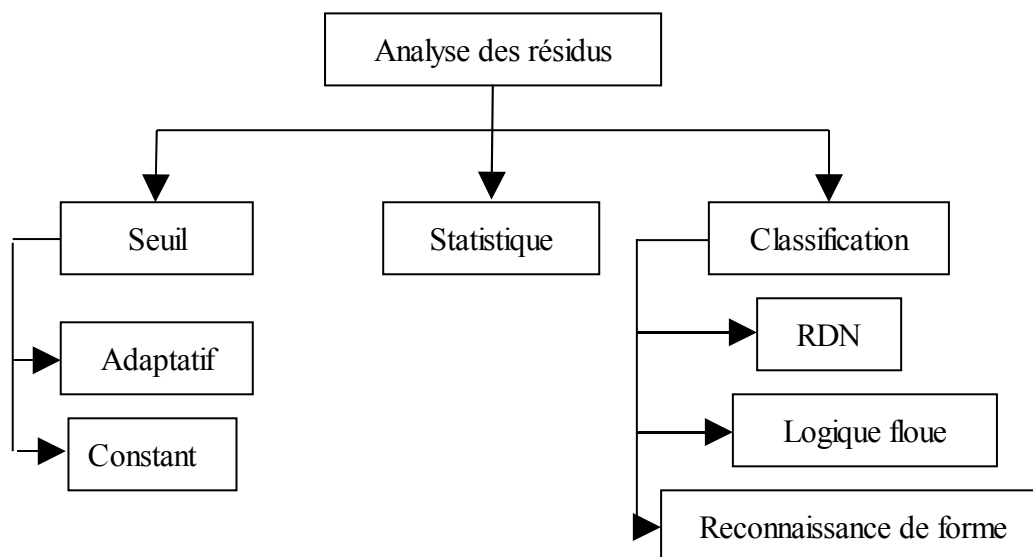 Analyse des résidus
Seuil
Statistique
Classification
Adaptatif
Constant
RDN
Logique floue
Reconnaissance de forme